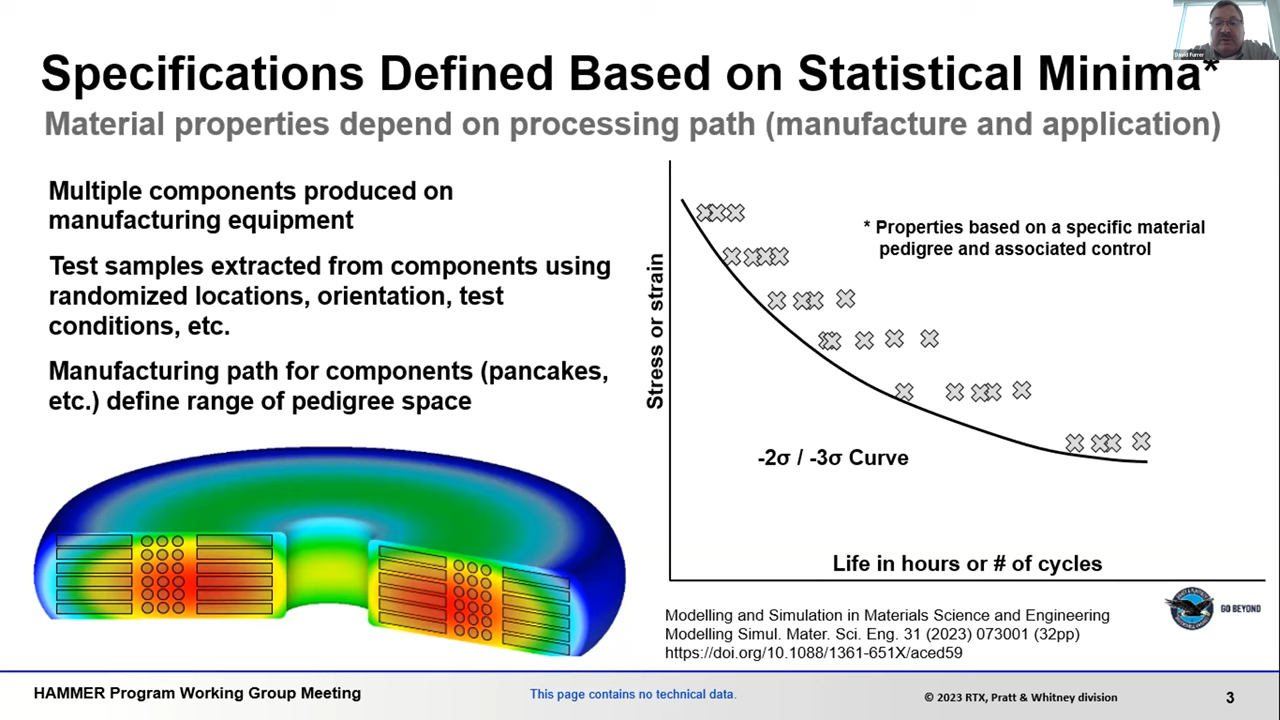 David Furrer
Specifications Defined Based on Statistical Minima*
Material properties depend on processing path (manufacture and application)
Multiple components produced on
manufacturing equipment
Test samples extracted from components using
randomized locations, orientation, test
conditions, etc.
Manufacturing path for components (pancakes,
etc.) define range of pedigree space
* Properties based on a specific material
pedigree and associated control
Stress or strain
-2σ / -3σ Curve
Life in hours or # of cycles
Modelling and Simulation in Materials Science and Engineering
Modelling Simul. Mater. Sci. Eng. 31 (2023) 073001 (32pp)
https://doi.org/10.1088/1361-651X/aced59
GO BEYOND
HAMMER Program Working Group Meeting
This page contains no technical data.
© 2023 RTX, Pratt & Whitney division
3